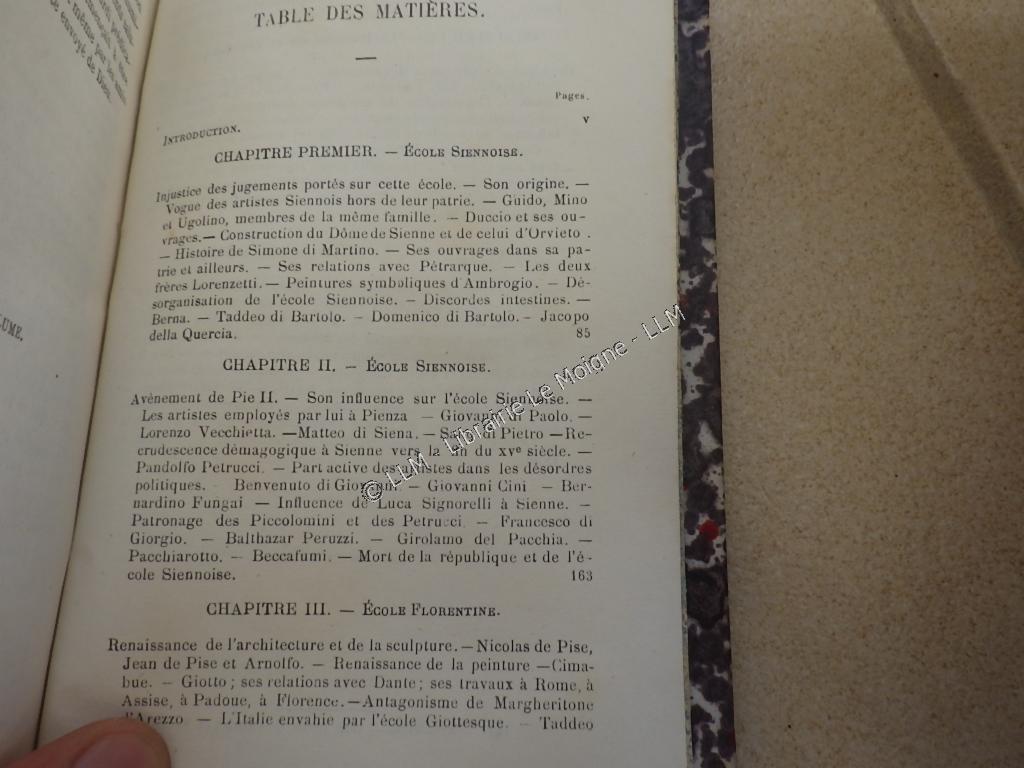 même par les amis
envoyé de Dieu.
LUME.
TABLE DES MATIÈRES.
Pages.
INTRODUCTION. V
CHAPITRE PREMIER. — ÉCOLE SIENNOISE.
Injustice des jugements portés sur cette école. — Son origine. —
Vogue des artistes Siennois hors de leur patrie. — Guido, Mino
et Ugolino, membres de la même famille. — Duccio et ses ou-
vrages. — Construction du Dôme de Sienne et de celui d'Orvieto .
— Histoire de Simone di Martino. — Ses ouvrages dans sa pa-
trie et ailleurs. — Ses relations avec Pétrarque. — Les deux
frères Lorenzetti. — Peintures symboliques d'Ambrogio. — Dé-
sorganisation de l'école Siennoise. — Discordes intestines. —
Berna. — Taddeo di Bartolo. — Domenico di Bartolo. - Jacopo
della Quercia. 85
CHAPITRE II. — ÉCOLE SIENNOISE.
Avénement de Pie II. — Son influence sur l'école Siennoise. —
Les artistes employés par lui à Pienza — Giovanni di Paolo. —
Lorenzo Vecchietta. — Matteo di Siena. — di Pietro — Re-
crudescence démagogique à Sienne vers la fin du XVe siècle. —
Pandolfo Petrucci. — Part active des artistes dans les désordres
politiques. — Benvenuto di Giovanni. — Giovanni Cini — Ber-
nardino Fungai — Influence de Luca Signorelli à Sienne. —
Patronage des Piccolomini et des Petrucci. — Francesco di
Giorgio. — Balthazar Peruzzi. — Girolamo del Pacchia. —
Pacchiarotto. — Beccafumi. — Mort de la république et de l'é-
cole Siennoise. 163
CHAPITRE III. — ÉCOLE FLORENTINE.
Renaissance de l'architecture et de la sculpture. — Nicolas de Pise,
Jean de Pise et Arnolfo. — Renaissance de la peinture — Cima-
bue. — Giotto ; ses relations avec Dante ; ses travaux à Rome, à
Assise, à Padoue, à Florence. — Antagonisme de Margheritone
d'Arezzo — L'Italie envahie par l'école Giottesque. — Taddeo
© LLM - Librairie Le Moigne - LLM